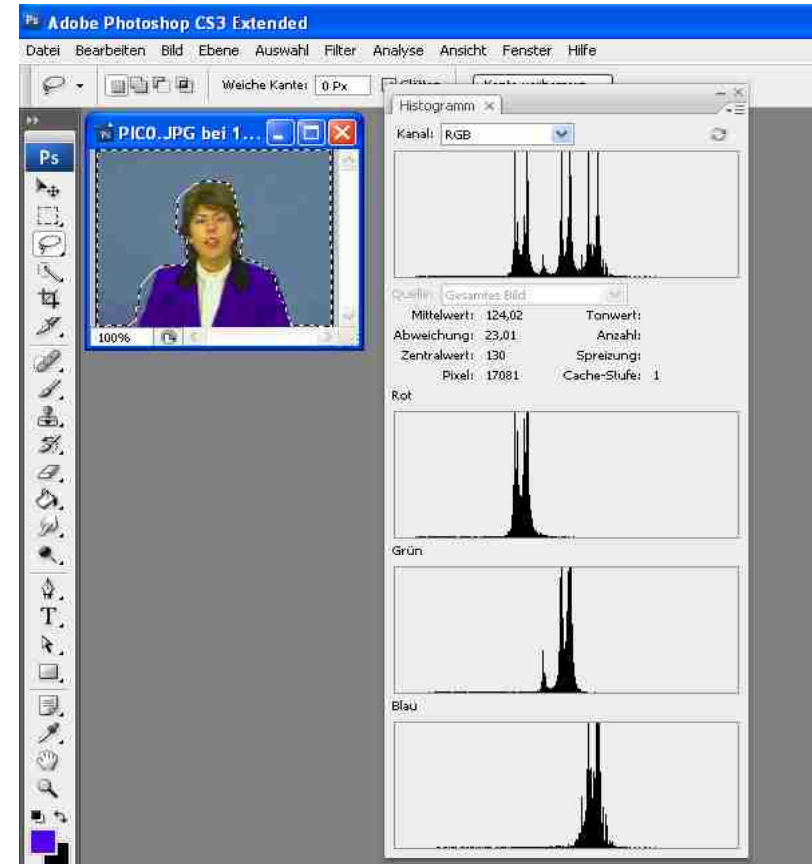 Ps Adobe Photoshop CS3 Extended
Datei Bearbeiten Bild Ebene Auswahl Filter Analyse Ansicht Fenster Hilfe
Weiche Kante: 0 Px
Histogramm
Kanal: RGB
PIC0.JPG bei 1...
Ps
100%
Quelle: Gesamtes Bild
Mittelwert: 124,02 Tonwert:
Abweichung: 23,01 Anzahl:
Zentralwert: 130 Spreizung:
Pixel: 17081 Cache-Stufe: 1
Rot
Grün
Blau
T